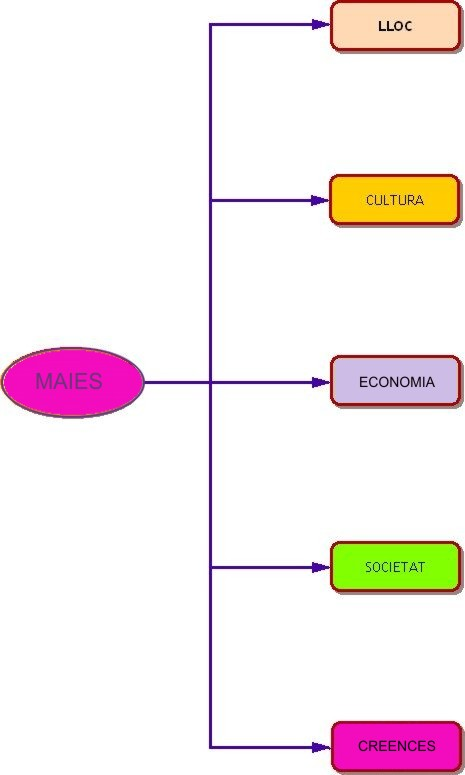 LLOC
CULTURA
MAIES
ECONOMIA
SOCIETAT
CREENCES